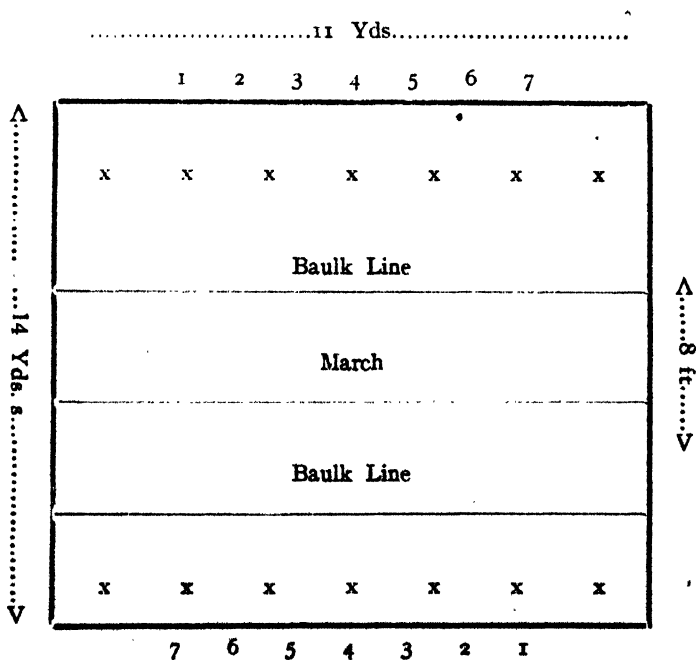 11 Yds
1 2 3 4 5 6 7
x x x x x x x
Baulk Line
14 Yds. s
March
8 ft.
Baulk Line
x x x x x x x
7 6 5 4 3 2 1